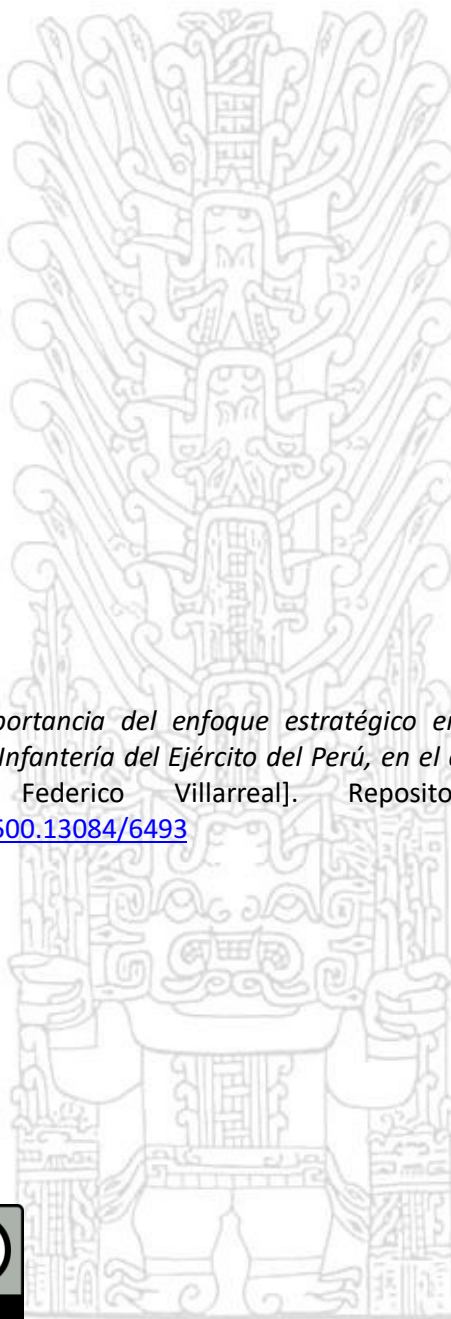 portancia del enfoque estratégico en
Infantería del Ejército del Perú, en el
Federico Villarreal]. Reposito
500.13084/6493